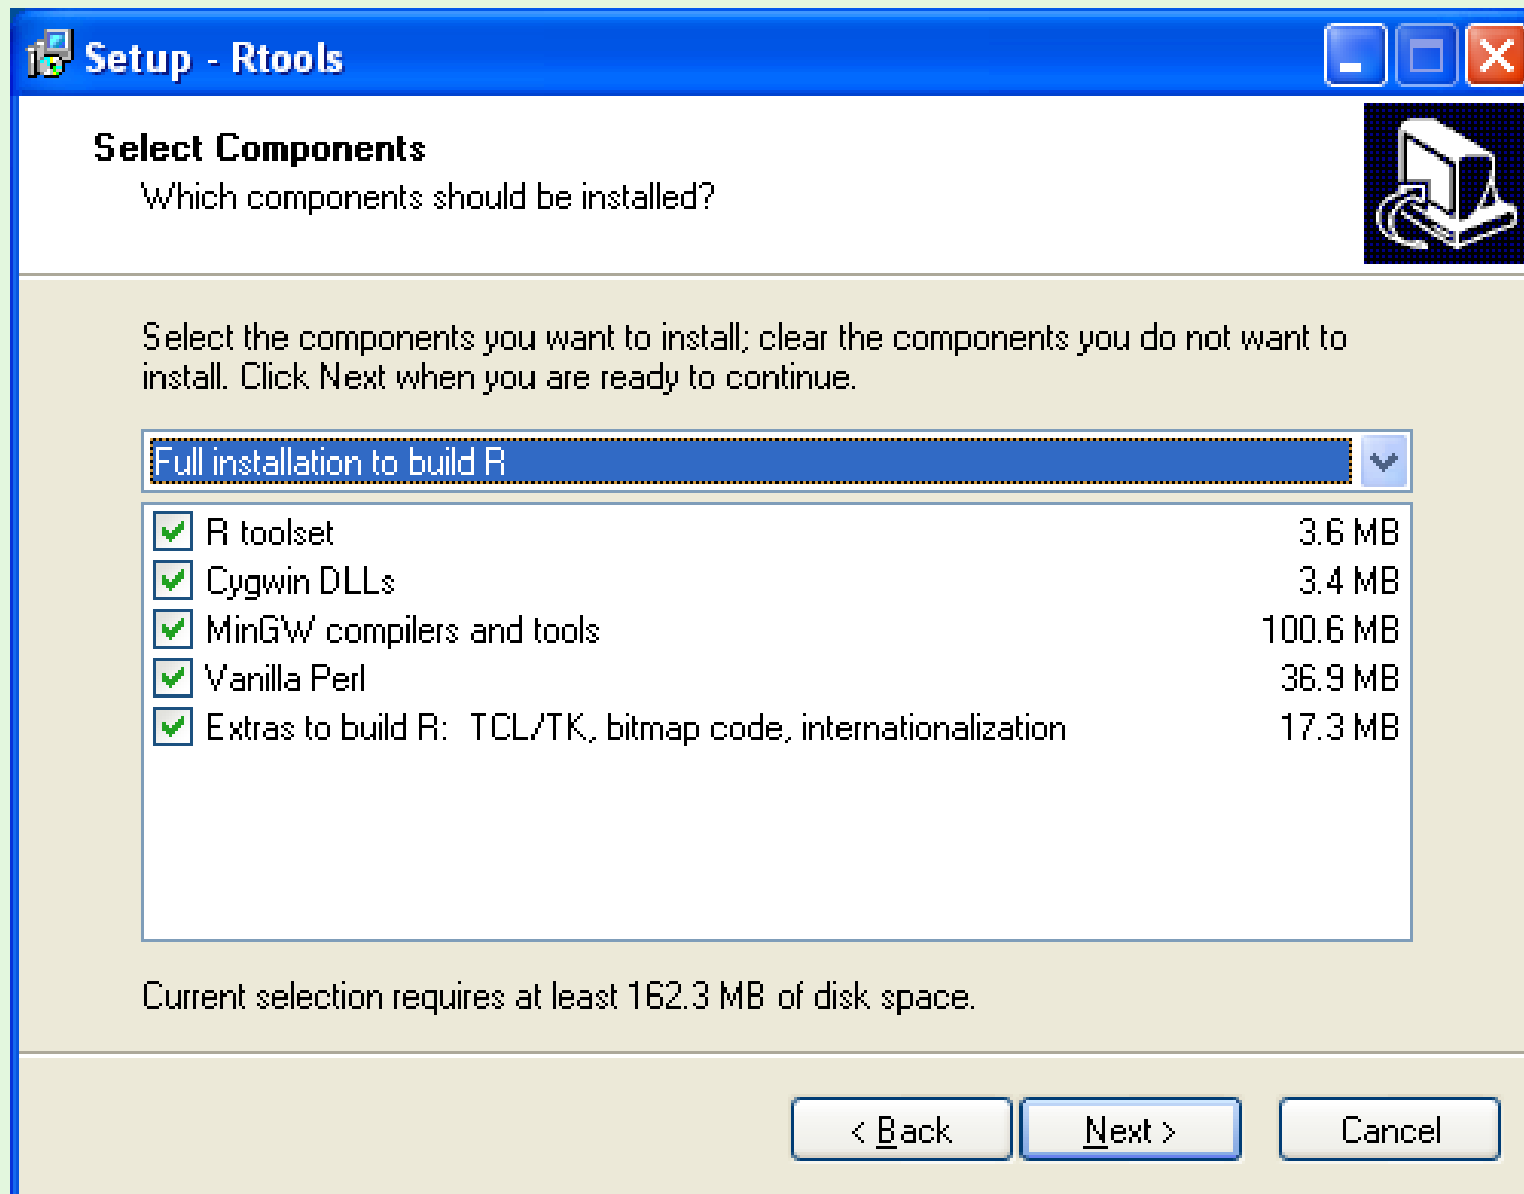 Setup - Rtools
Select Components
Which components should be installed?
Select the components you want to install; clear the components you do not want to
install. Click Next when you are ready to continue.
Full installation to build R
R toolset 3.6 MB
Cygwin DLLs 3.4 MB
MinGW compilers and tools 100.6 MB
Vanilla Perl 36.9 MB
Extras to build R:  TCL/TK, bitmap code, internationalization 17.3 MB
Current selection requires at least 162.3 MB of disk space.
< Back Next > Cancel